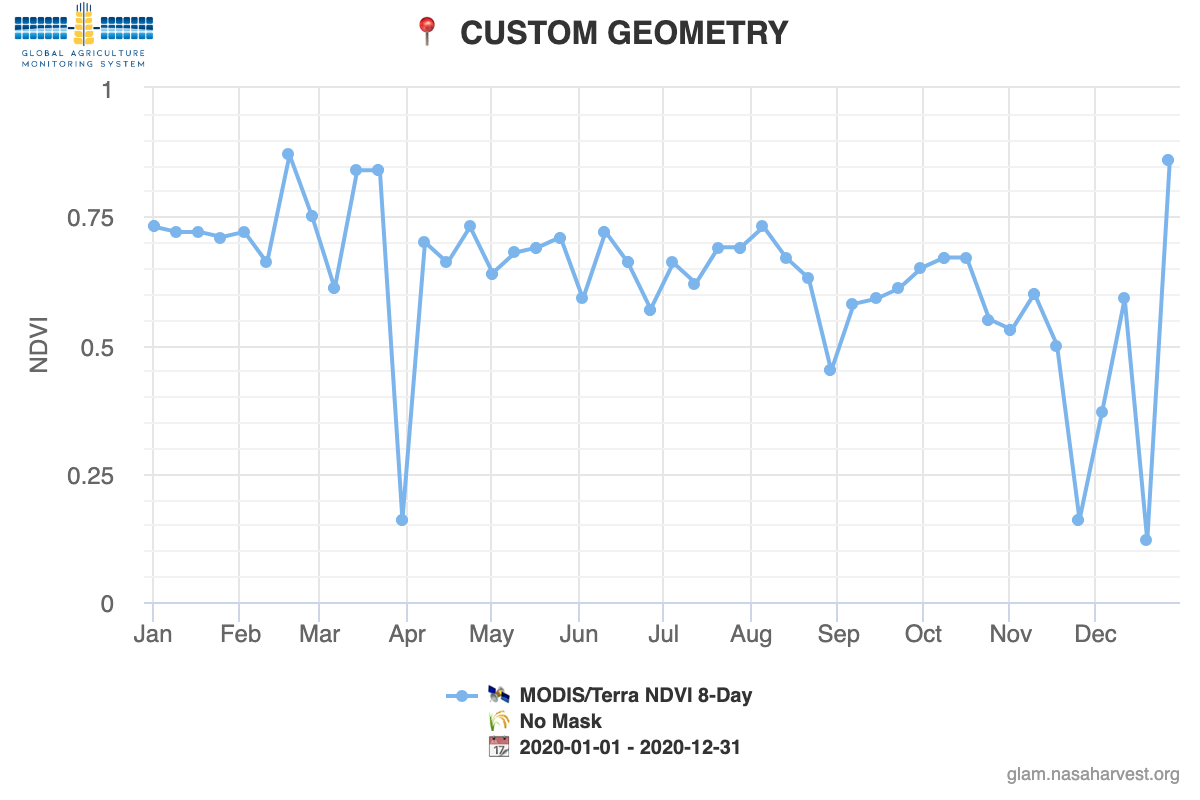 GLOBAL AGRICULTURE
MONITORING SYSTEM
CUSTOM GEOMETRY
1
0.75
0.5
0.25
0
NDVI
Jan Feb Mar Apr May Jun Jul Aug Sep Oct Nov Dec
MODIS/Terra NDVI 8-Day
No Mask
17
2020-01-01 - 2020-12-31
glam.nasaharvest.org